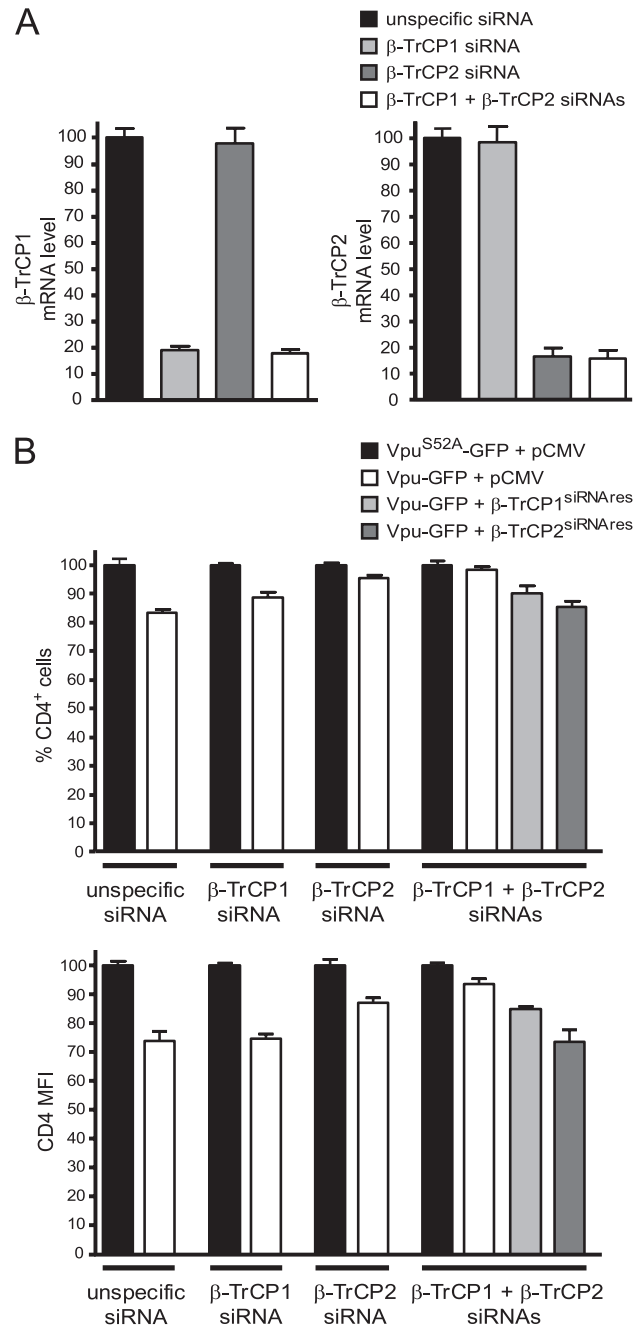 A
unspecific siRNA
β-TrCP1 siRNA
β-TrCP2 siRNA
β-TrCP1 + β-TrCP2 siRNAs
β-TrCP1
mRNA level
100
90
80
70
60
50
40
30
20
10
0
β-TrCP2
mRNA level
100
90
80
70
60
50
40
30
20
10
0
B
Vpu^S52A-GFP + pCMV
Vpu-GFP + pCMV
Vpu-GFP + β-TrCP1^siRNAres
Vpu-GFP + β-TrCP2^siRNAres
% CD4⁺ cells
100
90
80
70
60
50
40
30
20
10
0
unspecific
siRNA
β-TrCP1
siRNA
β-TrCP2
siRNA
β-TrCP1 + β-TrCP2
siRNAs
CD4 MFI
100
90
80
70
60
50
40
30
20
10
0
unspecific
siRNA
β-TrCP1
siRNA
β-TrCP2
siRNA
β-TrCP1 + β-TrCP2
siRNAs